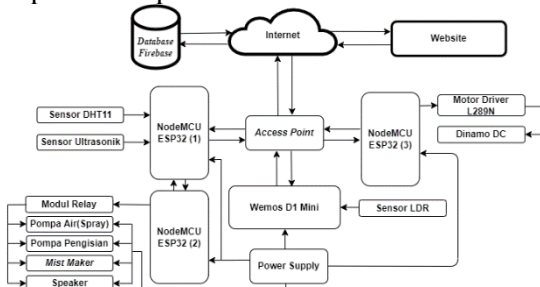 Database
Firebase
Internet
Website
Sensor DHT11
Sensor Ultrasonik
NodeMCU
ESP32 (1)
Access Point
NodeMCU
ESP32 (3)
Motor Driver
L289N
Dinamo DC
Modul Relay
Pompa Air(Spray)
Pompa Pengisian
Mist Maker
Speaker
NodeMCU
ESP32 (2)
Wemos D1 Mini
Sensor LDR
Power Supply